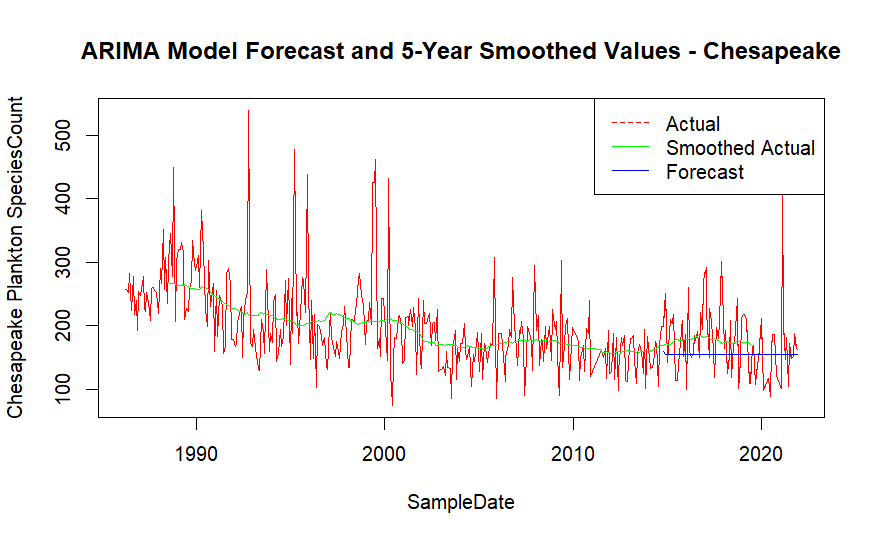 ARIMA Model Forecast and 5-Year Smoothed Values - Chesapeake
Chesapeake Plankton SpeciesCount
500
400
300
200
100
Actual
Smoothed Actual
Forecast
1990
2000
2010
2020
SampleDate